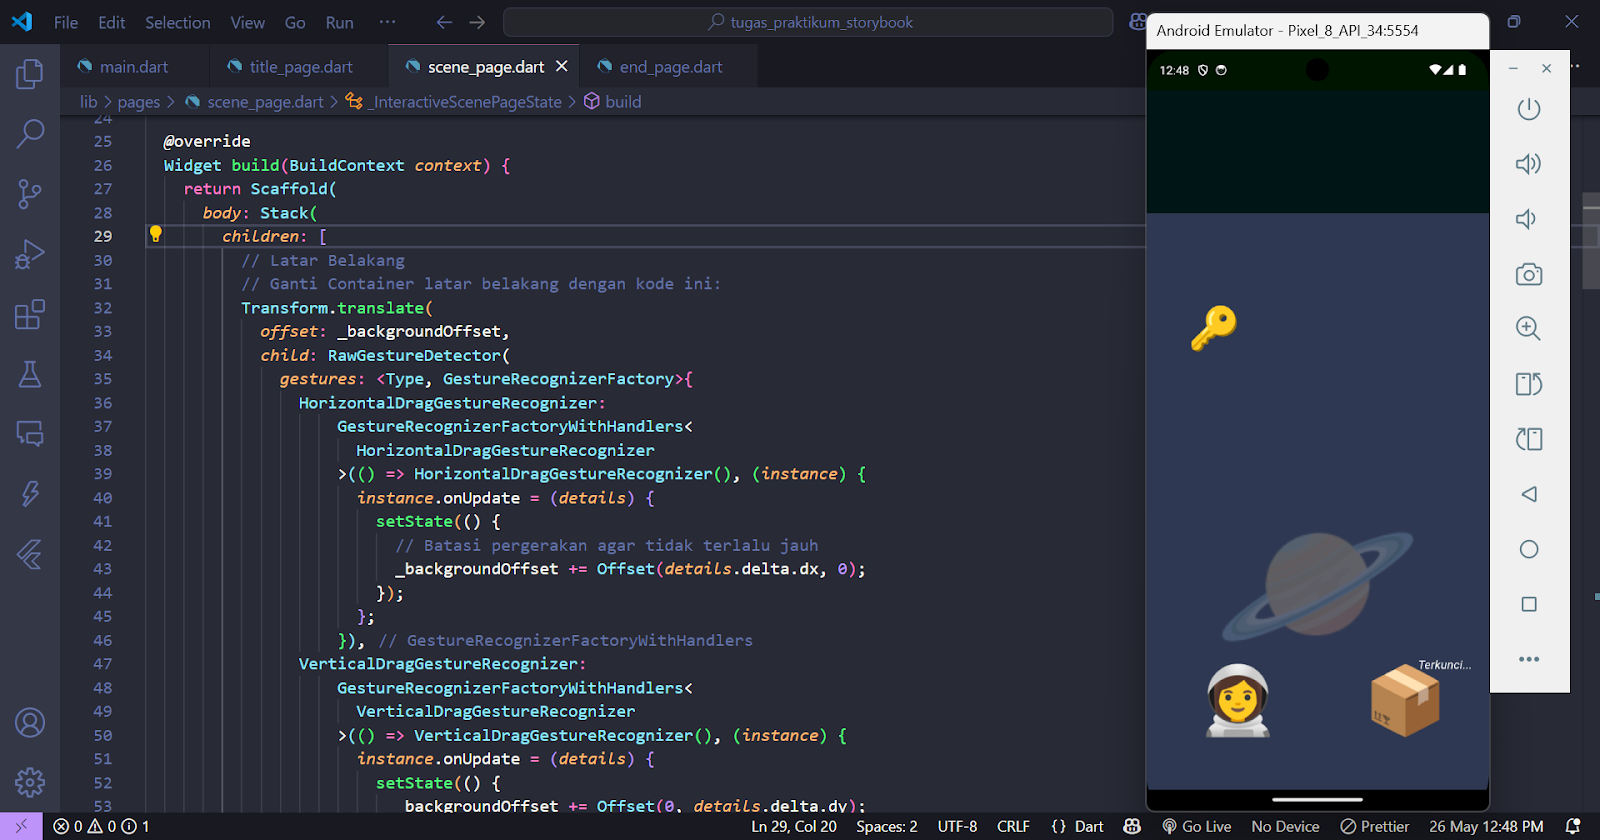 File Edit Selection View Go Run ···
tugas_praktikum_storybook
main.dart
title_page.dart
scene_page.dart
end_page.dart
lib > pages > scene_page.dart > _InteractiveScenePageState > build
24
25 @override
26 Widget build(BuildContext context) {
27 return Scaffold(
28 body: Stack(
29 children: [
30 // Latar Belakang
31 // Ganti Container latar belakang dengan kode ini:
32 Transform.translate(
33 offset: _backgroundOffset,
34 child: RawGestureDetector(
35 gestures: <Type, GestureRecognizerFactory>{
36 HorizontalDragGestureRecognizer:
37 GestureRecognizerFactoryWithHandlers<
38 HorizontalDragGestureRecognizer
39 >(() => HorizontalDragGestureRecognizer(), (instance) {
40 instance.onUpdate = (details) {
41 setState(() {
42 // Batasi pergerakan agar tidak terlalu jauh
43 _backgroundOffset += Offset(details.delta.dx, 0);
44 });
45 };
46 }), // GestureRecognizerFactoryWithHandlers
47 VerticalDragGestureRecognizer:
48 GestureRecognizerFactoryWithHandlers<
49 VerticalDragGestureRecognizer
50 >(() => VerticalDragGestureRecognizer(), (instance) {
51 instance.onUpdate = (details) {
52 setState(() {
53 _backgroundOffset += Offset(0, details.delta.dy);
Android Emulator - Pixel_8_API_34:5554
12:48
Terkunci...
0 0 1
Ln 29, Col 20 Spaces: 2 UTF-8 CRLF {} Dart Go Live No Device Prettier 26 May 12:48 PM